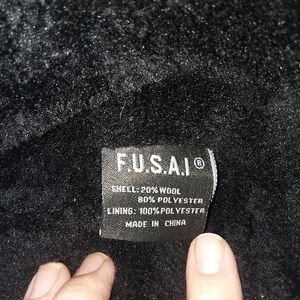 F.U.S.A.I ®
SHELL: 20% WOOL
80% POLYESTER
LINING: 100% POLYESTER
MADE IN CHINA